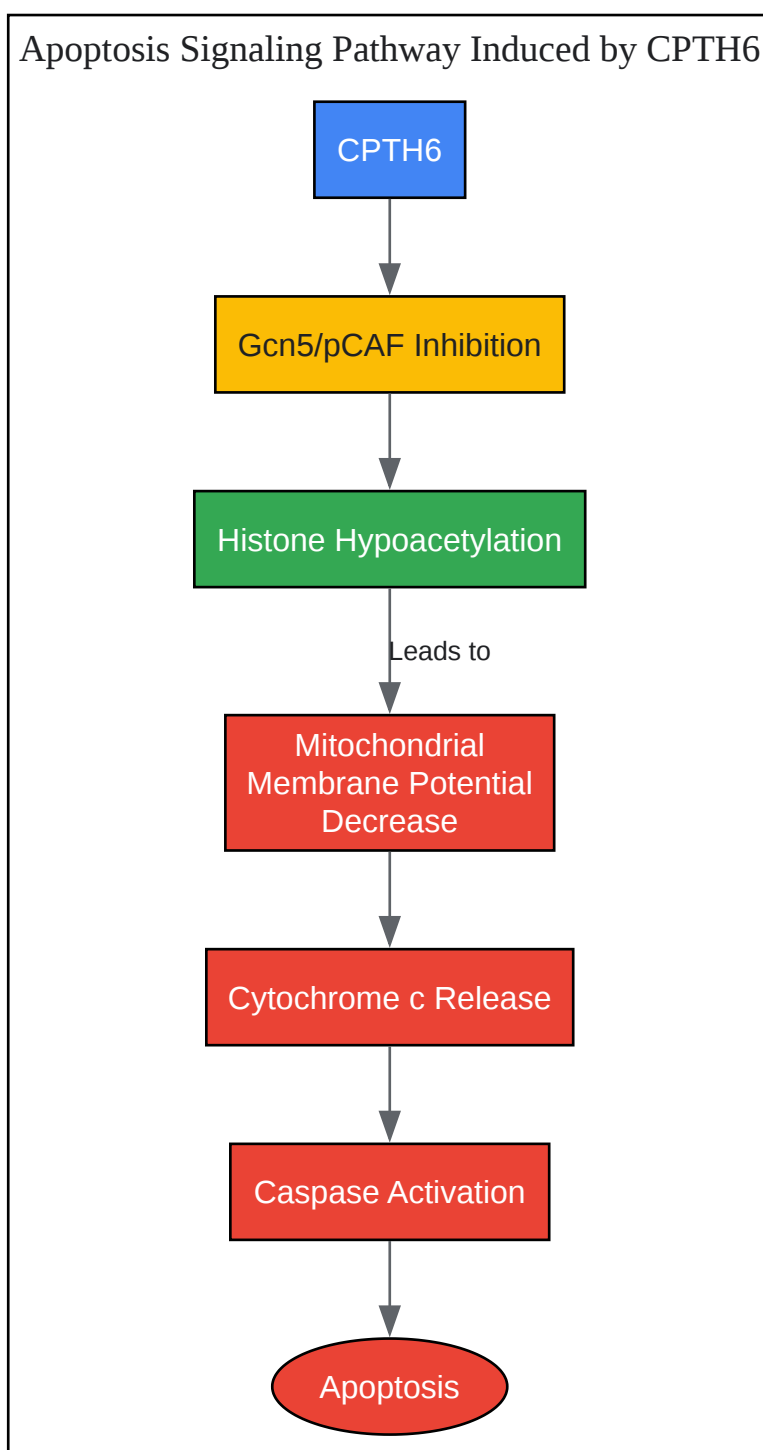 Apoptosis Signaling Pathway Induced by CPTH6
CPTH6
Gcn5/pCAF Inhibition
Histone Hypoacetylation
Leads to
Mitochondrial
Membrane Potential
Decrease
Cytochrome c Release
Caspase Activation
Apoptosis